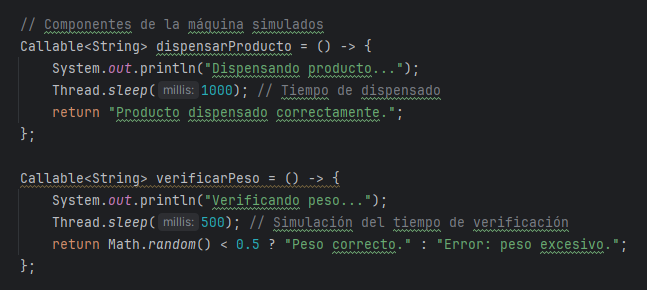 // Componentes de la máquina simulados
Callable<String> dispensarProducto = () -> {
System.out.println("Dispensando producto...");
Thread.sleep( millis: 1000); // Tiempo de dispensado
return "Producto dispensado correctamente.";
};
Callable<String> verificarPeso = () -> {
System.out.println("Verificando peso...");
Thread.sleep( millis: 500); // Simulación del tiempo de verificación
return Math.random() < 0.5 ? "Peso correcto." : "Error: peso excesivo.";
};